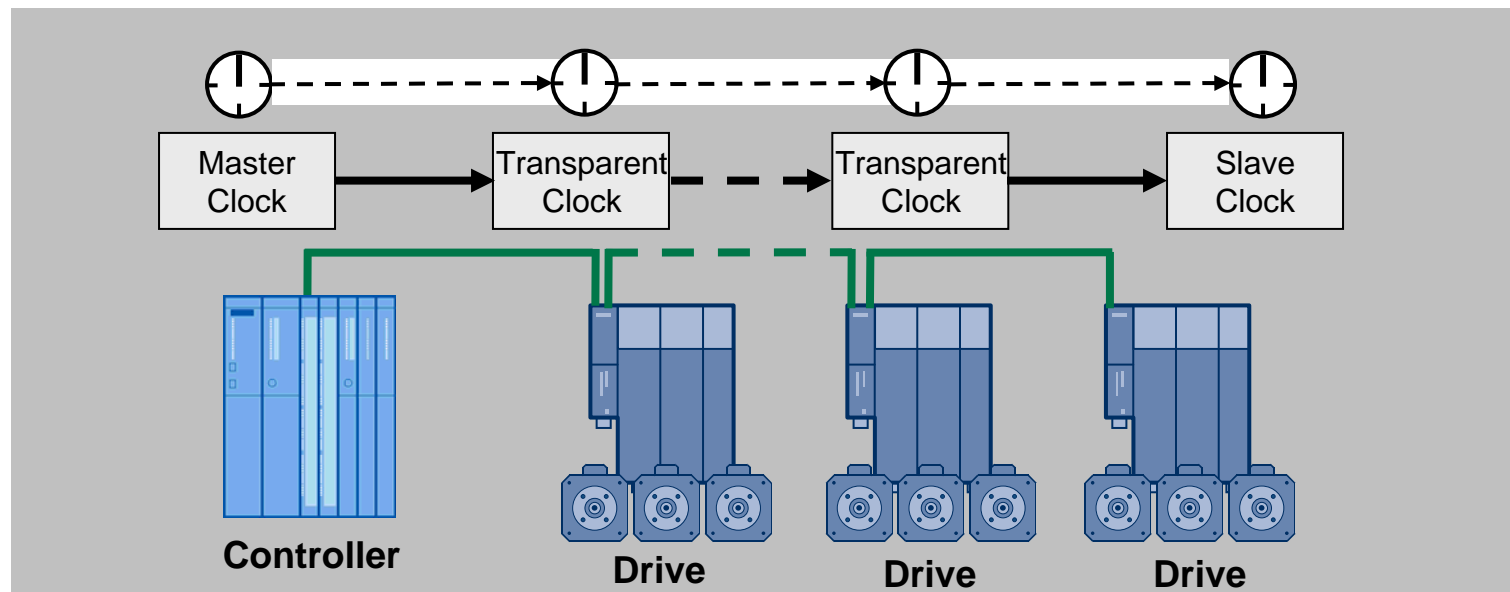 Master
Clock
Transparent
Clock
Transparent
Clock
Slave
Clock
Controller
Drive
Drive
Drive